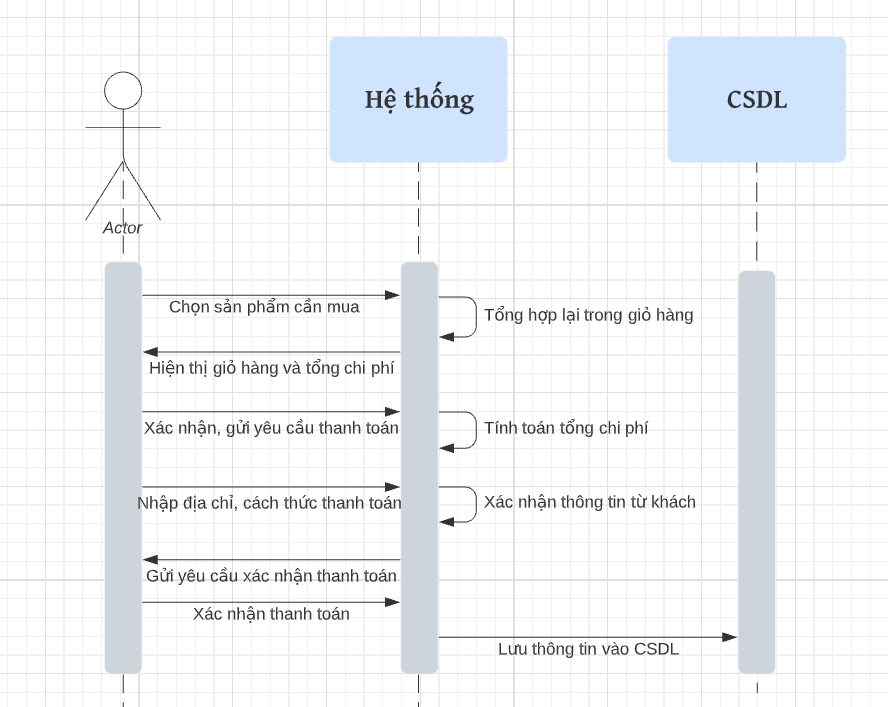 Hệ thống
CSDL
Actor
Chọn sản phẩm cần mua
Tổng hợp lại trong giỏ hàng
Hiện thị giỏ hàng và tổng chi phí
Xác nhận, gửi yêu cầu thanh toán
Tính toán tổng chi phí
Nhập địa chỉ, cách thức thanh toán
Xác nhận thông tin từ khách
Gửi yêu cầu xác nhận thanh toán
Xác nhận thanh toán
Lưu thông tin vào CSDL